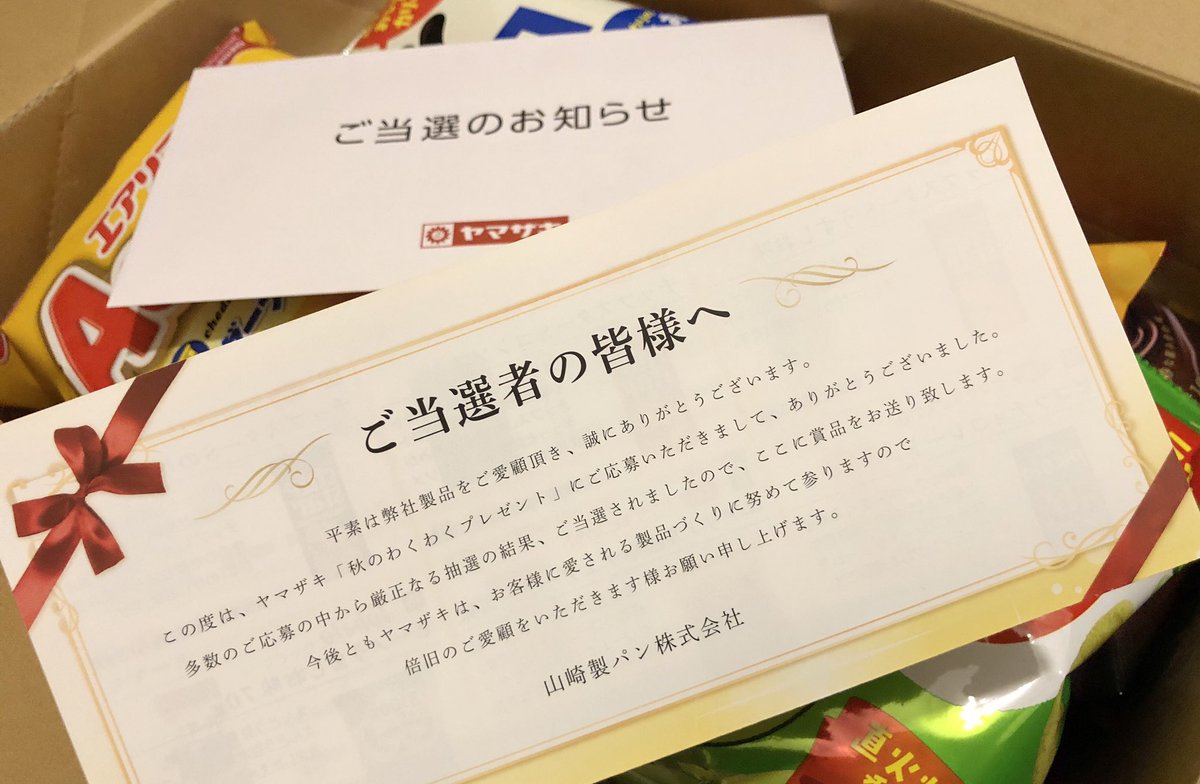 ご当選のお知らせ
ヤマザキ
エアリ
A
ご当選者の皆様へ
平素は弊社製品をご愛顧頂き、誠にありがとうございます。
この度は、ヤマザキ「秋のわくわくプレゼント」にご応募いただきまして、ありがとうございました。
多数のご応募の中から厳正なる抽選の結果、ご当選されましたので、ここに賞品をお送り致します。
今後ともヤマザキは、お客様に愛される製品づくりに努めて参りますので
倍旧のご愛顧をいただきます様お願い申し上げます。
山崎製パン株式会社
直火